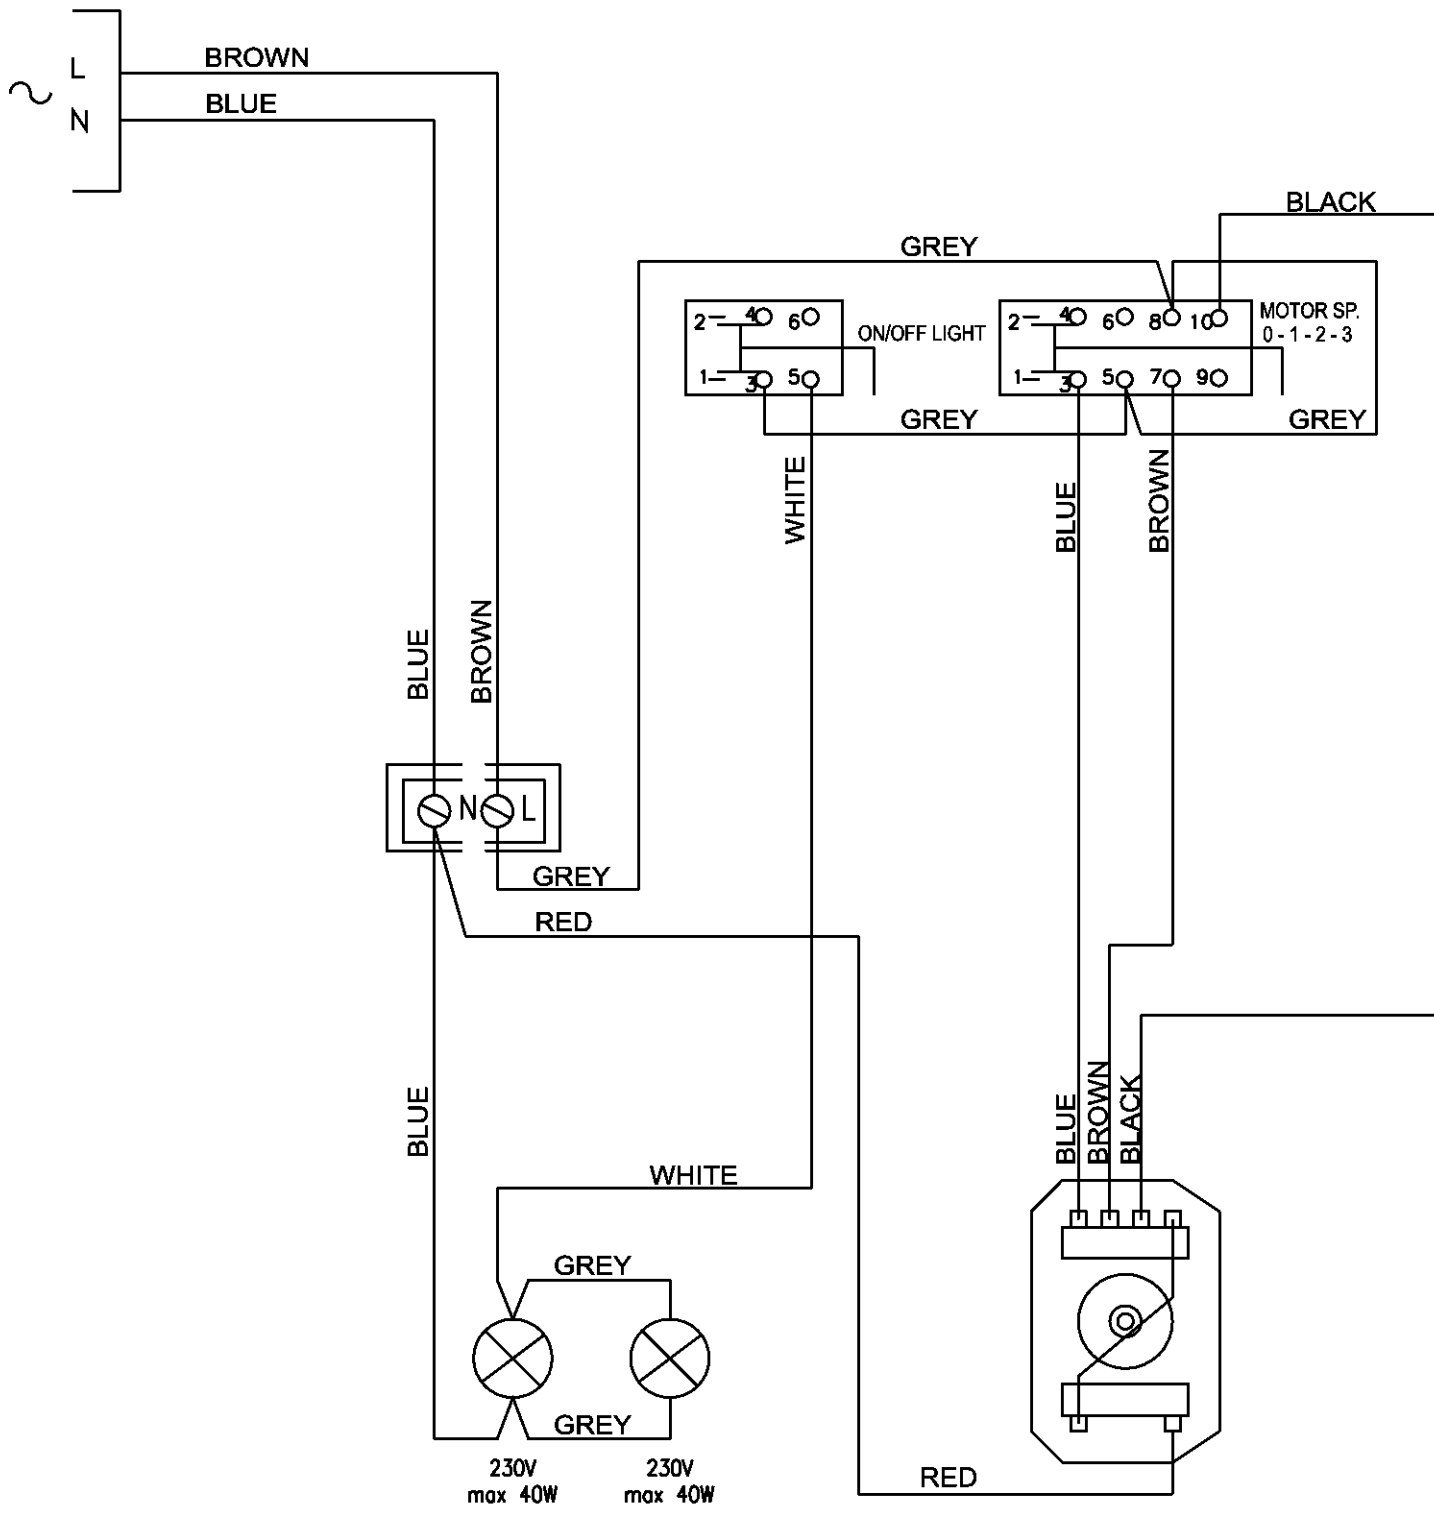 L
BROWN
BLUE
N
BLACK
GREY
2 4 6
ON/OFF LIGHT
1 3 5
2 4 6 8 10
MOTOR SP.
0 - 1 - 2 - 3
1 3 5 7 9
GREY
GREY
WHITE
BLUE
BROWN
BLUE
BROWN
N
L
GREY
RED
BLUE
BLUE
BROWN
BLACK
WHITE
GREY
GREY
230V
max 40W
230V
max 40W
RED